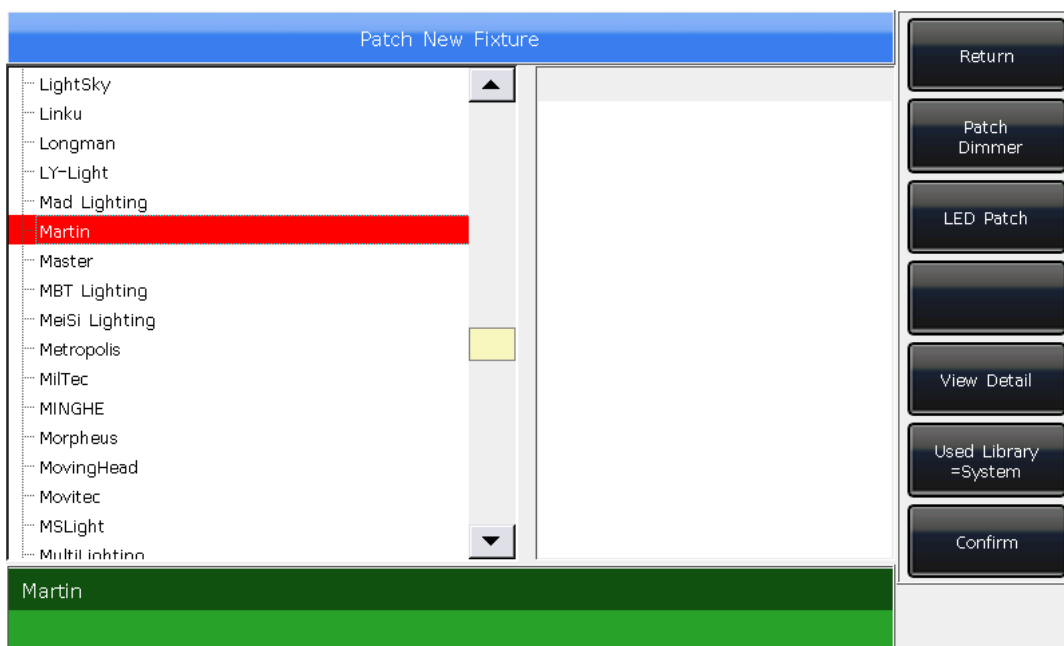 Patch New Fixture
LightSky
Linku
Longman
LY-Light
Mad Lighting
Martin
Master
MBT Lighting
MeiSi Lighting
Metropolis
MilTec
MINGHE
Morpheus
MovingHead
Movitec
MSLight
MultiLighting
Martin
Return
Patch
Dimmer
LED Patch
View Detail
Used Library
=System
Confirm